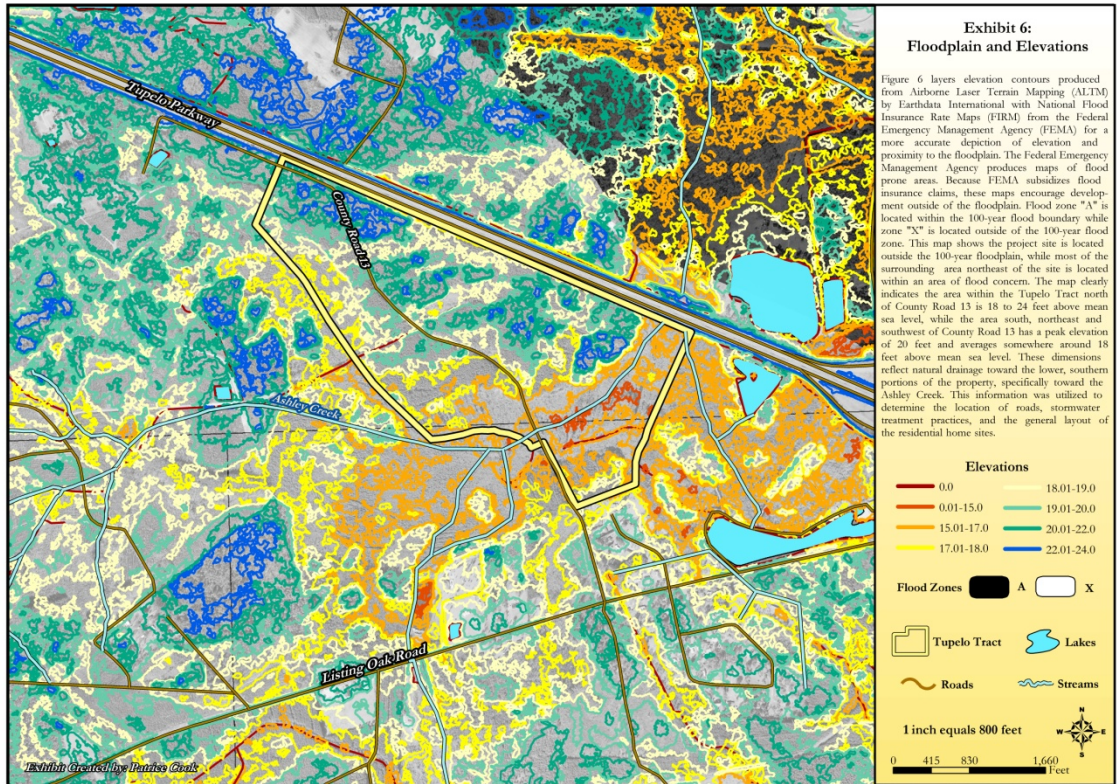 Exhibit 6:
Floodplain and Elevations
Figure 6 layers elevation contours produced
from Airborne Laser Terrain Mapping (ALTM)
by Earthdata International with National Flood
Insurance Rate Maps (FIRM) from the Federal
Emergency Management Agency (FEMA) for a
more accurate depiction of elevation and
proximity to the floodplain. The Federal Emergency
Management Agency produces maps of flood
prone areas. Because FEMA subsidizes flood
insurance claims, these maps encourage develop-
ment outside of the floodplain. Flood zone "A" is
located within the 100-year flood boundary while
zone "X" is located outside of the 100-year flood
zone. This map shows the project site is located
outside the 100-year floodplain, while most of the
surrounding area northeast of the site is located
within an area of flood concern. The map clearly
indicates the area within the Tupelo Tract north
of County Road 13 is 18 to 24 feet above mean
sea level, while the area south, northeast and
southwest of County Road 13 has a peak elevation
of 20 feet and averages somewhere around 18
feet above mean sea level. These dimensions
reflect natural drainage toward the lower, southern
portions of the property, specifically toward the
Ashley Creek. This information was utilized to
determine the location of roads, stormwater
treatment practices, and the general layout of
the residential home sites.
Elevations
0.0
18.01-19.0
0.01-15.0
19.01-20.0
15.01-17.0
20.01-22.0
17.01-18.0
22.01-24.0
Flood Zones A X
Tupelo Tract
Lakes
Roads
Streams
1 inch equals 800 feet
N
W E
S
0 415 830 1,660
Feet
Tupelo Parkway
County Road 13
Ashley Creek
Listing Oak Road
Exhibit Created by: Patrice Cook